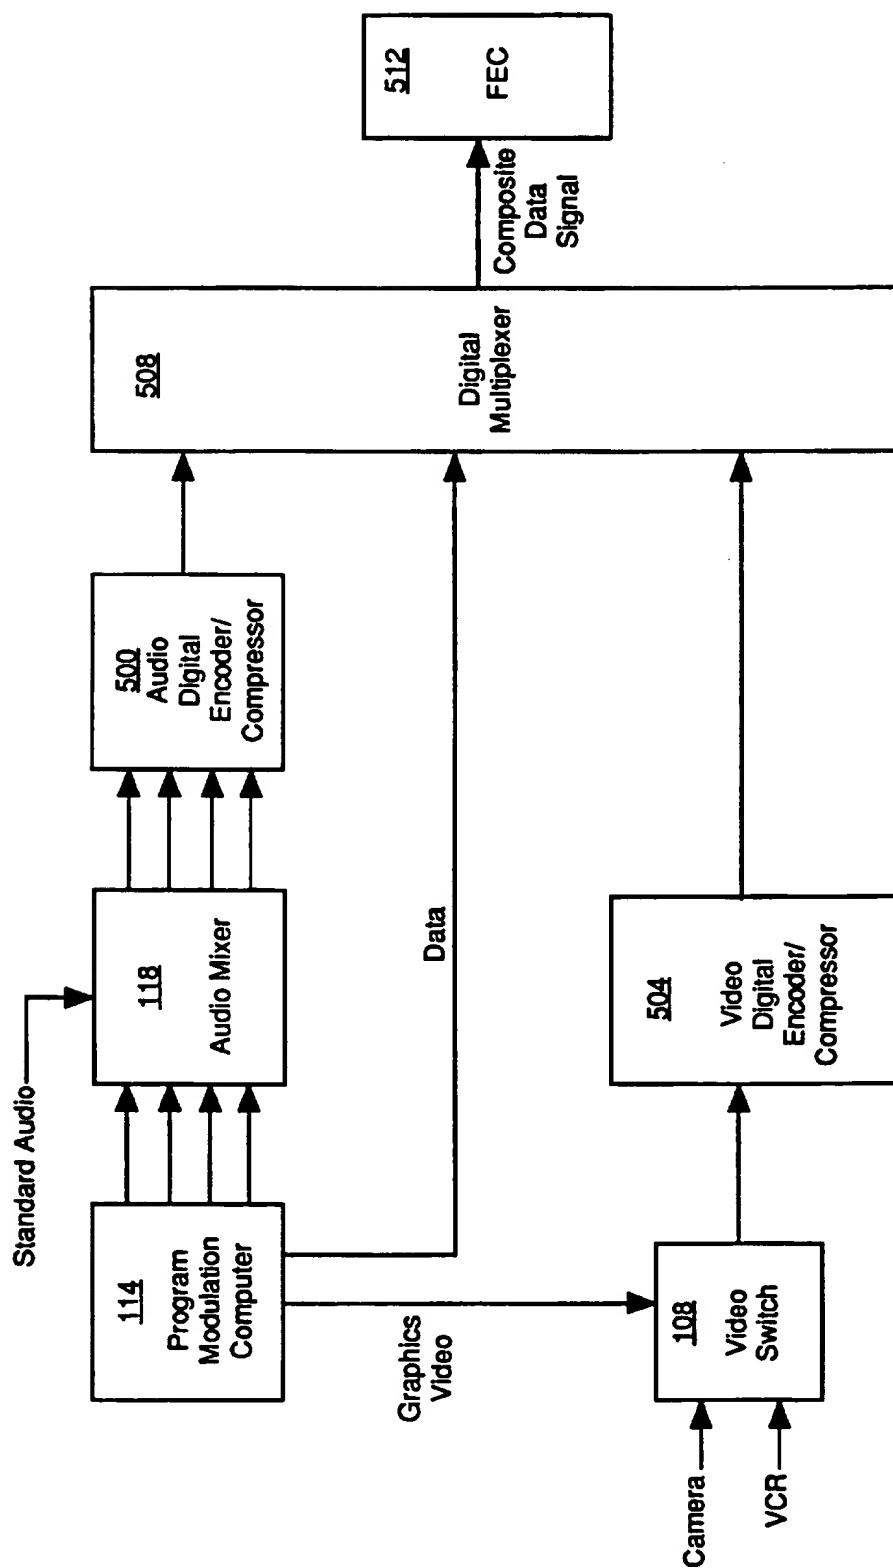 Standard Audio
114
Program
Modulation
Computer
118
Audio Mixer
500
Audio
Digital
Encoder/
Compressor
508
Digital
Multiplexer
Composite
Data
Signal
512
FEC
Data
Graphics
Video
Camera
VCR
108
Video
Switch
504
Video
Digital
Encoder/
Compressor